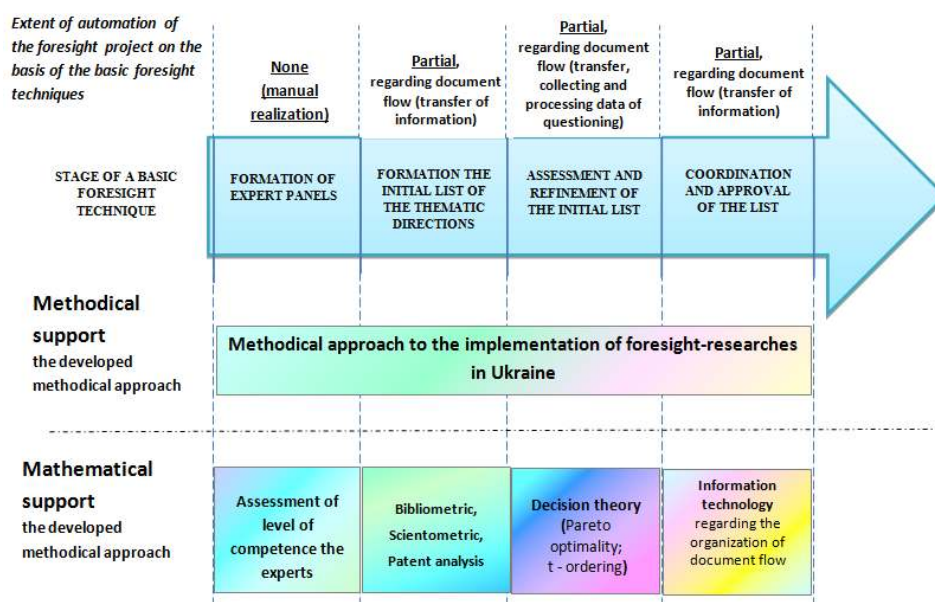 Extent of automation of
the foresight project on the
basis of the basic foresight
techniques
None
(manual
realization)
Partial,
regarding document
flow (transfer of
information)
Partial,
regarding document
flow (transfer,
collecting and
processing data of
questioning)
Partial,
regarding document
flow (transfer of
information)
STAGE OF A BASIC
FORESIGHT
TECHNIQUE
FORMATION OF
EXPERT PANELS
FORMATION THE
INITIAL LIST OF
THE THEMATIC
DIRECTIONS
ASSESSMENT AND
REFINEMENT OF
THE INITIAL LIST
COORDINATION
AND APPROVAL
OF THE LIST
Methodical
support
the developed
methodical approach
Methodical approach to the implementation of foresight-researches
in Ukraine
Mathematical
support
the developed
methodical approach
Assessment of
level of
competence the
experts
Bibliometric,
Scientometric,
Patent analysis
Decision theory
(Pareto
optimality;
t - ordering)
Information
technology
regarding the
organization of
document flow